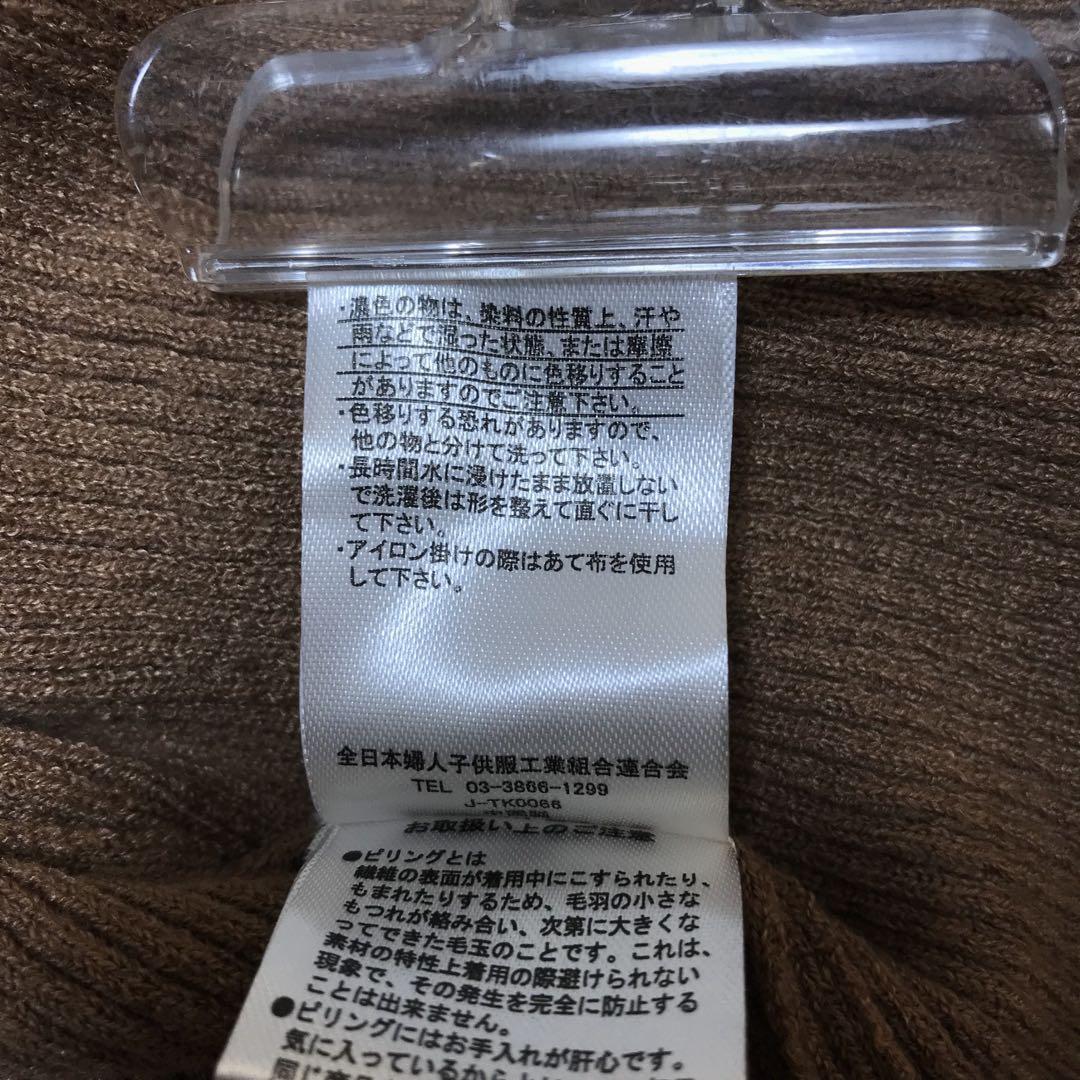 ・濃色の物は、染料の性質上、汗や
雨などで湿った状態、または摩擦
によって他のものに色移りすること
がありますのでご注意下さい。
・色移りする恐れがありますので、
他の物と分けて洗って下さい。
・長時間水に浸けたまま放置しない
で洗濯後は形を整えて直ぐに干し
て下さい。
・アイロン掛けの際はあて布を使用
して下さい。
全日本婦人子供服工業組合連合会
TEL 03-3866-1299
J-TK0066
中国製
お取扱い上のご注意
●ピリングとは
繊維の表面が着用中にこすられたり、
もまれたりするため、毛羽の小さな
もつれが絡み合い、次第に大きくな
ってできた毛玉のことです。これは、
素材の特性上着用の際避けられない
現象で、その発生を完全に防止する
ことは出来ません。
●ピリングにはお手入れが肝心です。
気に入っているからと
同じ商品